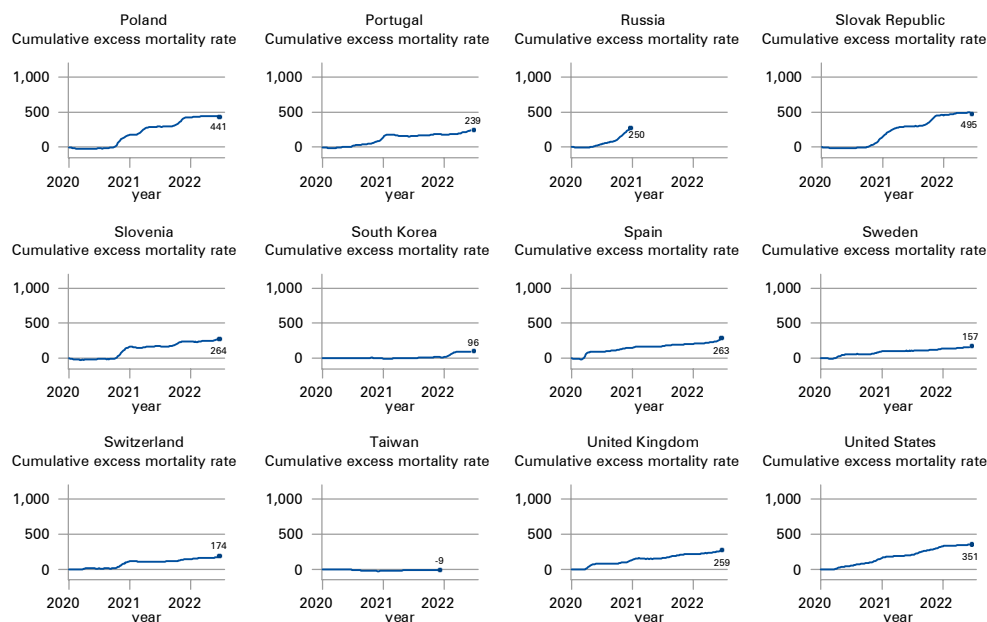 Poland
Cumulative excess mortality rate
1,000
500
0
441
2020 2021 2022
year
Portugal
Cumulative excess mortality rate
1,000
500
0
239
2020 2021 2022
year
Russia
Cumulative excess mortality rate
1,000
500
0
250
2020 2021 2022
year
Slovak Republic
Cumulative excess mortality rate
1,000
500
0
495
2020 2021 2022
year
Slovenia
Cumulative excess mortality rate
1,000
500
0
264
2020 2021 2022
year
South Korea
Cumulative excess mortality rate
1,000
500
0
96
2020 2021 2022
year
Spain
Cumulative excess mortality rate
1,000
500
0
263
2020 2021 2022
year
Sweden
Cumulative excess mortality rate
1,000
500
0
157
2020 2021 2022
year
Switzerland
Cumulative excess mortality rate
1,000
500
0
174
2020 2021 2022
year
Taiwan
Cumulative excess mortality rate
1,000
500
0
-9
2020 2021 2022
year
United Kingdom
Cumulative excess mortality rate
1,000
500
0
259
2020 2021 2022
year
United States
Cumulative excess mortality rate
1,000
500
0
351
2020 2021 2022
year